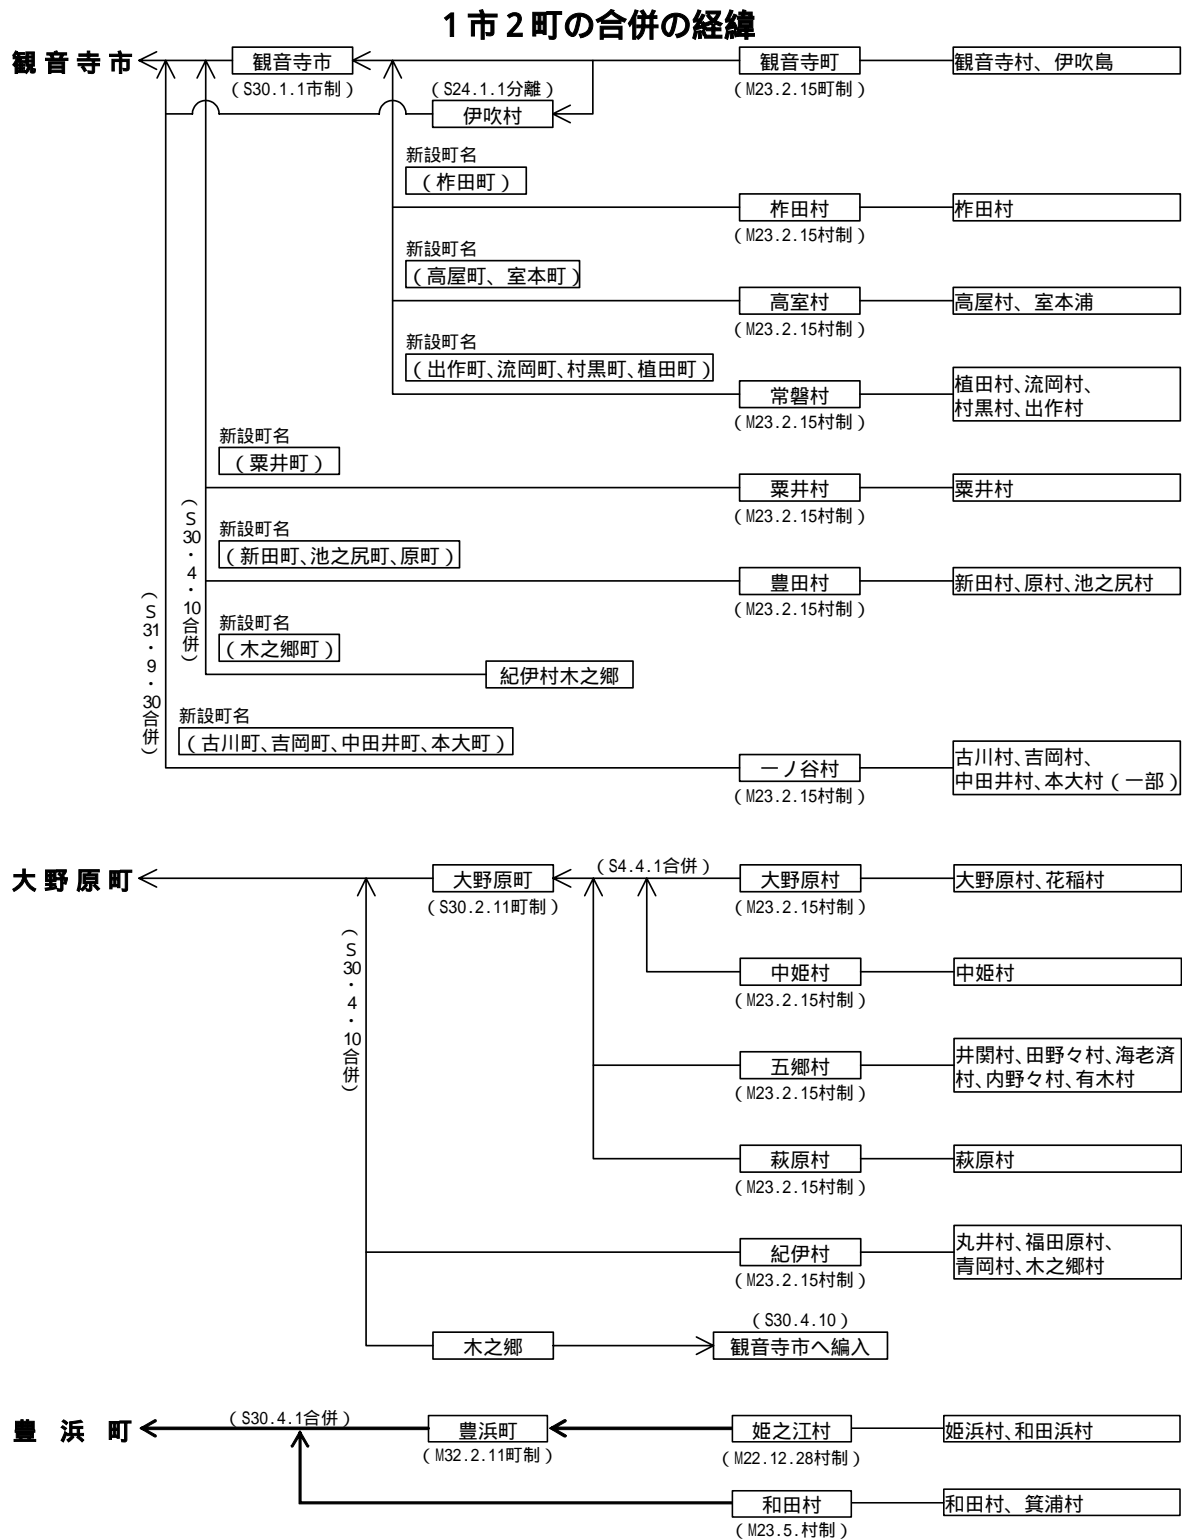 1市2町の合併の経緯
観音寺市
観音寺市
観音寺町
観音寺村、伊吹島
（S30.1.1市制）
（S24.1.1分離）
（M23.2.15町制）
伊吹村
新設町名
（柞田町）
柞田村
柞田村
（M23.2.15村制）
新設町名
（高屋町、室本町）
高室村
高屋村、室本浦
（M23.2.15村制）
新設町名
（出作町、流岡町、村黒町、植田町）
常磐村
植田村、流岡村、
村黒村、出作村
（M23.2.15村制）
新設町名
（粟井町）
粟井村
粟井村
（M23.2.15村制）
（S30・4・10合併）
新設町名
（新田町、池之尻町、原町）
豊田村
新田村、原村、池之尻村
（M23.2.15村制）
（S31・9・30合併）
新設町名
（木之郷町）
紀伊村木之郷
新設町名
（古川町、吉岡町、中田井町、本大町）
一ノ谷村
古川村、吉岡村、
中田井村、本大村（一部）
（M23.2.15村制）
大野原町
大野原町
（S4.4.1合併）
大野原村
大野原村、花稲村
（S30.2.11町制）
（M23.2.15村制）
（S30・4・10合併）
中姫村
中姫村
（M23.2.15村制）
五郷村
井関村、田野々村、海老済
村、内野々村、有木村
（M23.2.15村制）
萩原村
萩原村
（M23.2.15村制）
紀伊村
丸井村、福田原村、
青岡村、木之郷村
（M23.2.15村制）
（S30.4.10）
木之郷
観音寺市へ編入
豊浜町
（S30.4.1合併）
豊浜町
姫之江村
姫浜村、和田浜村
（M32.2.11町制）
（M22.12.28村制）
和田村
和田村、箕浦村
（M23.5.村制）